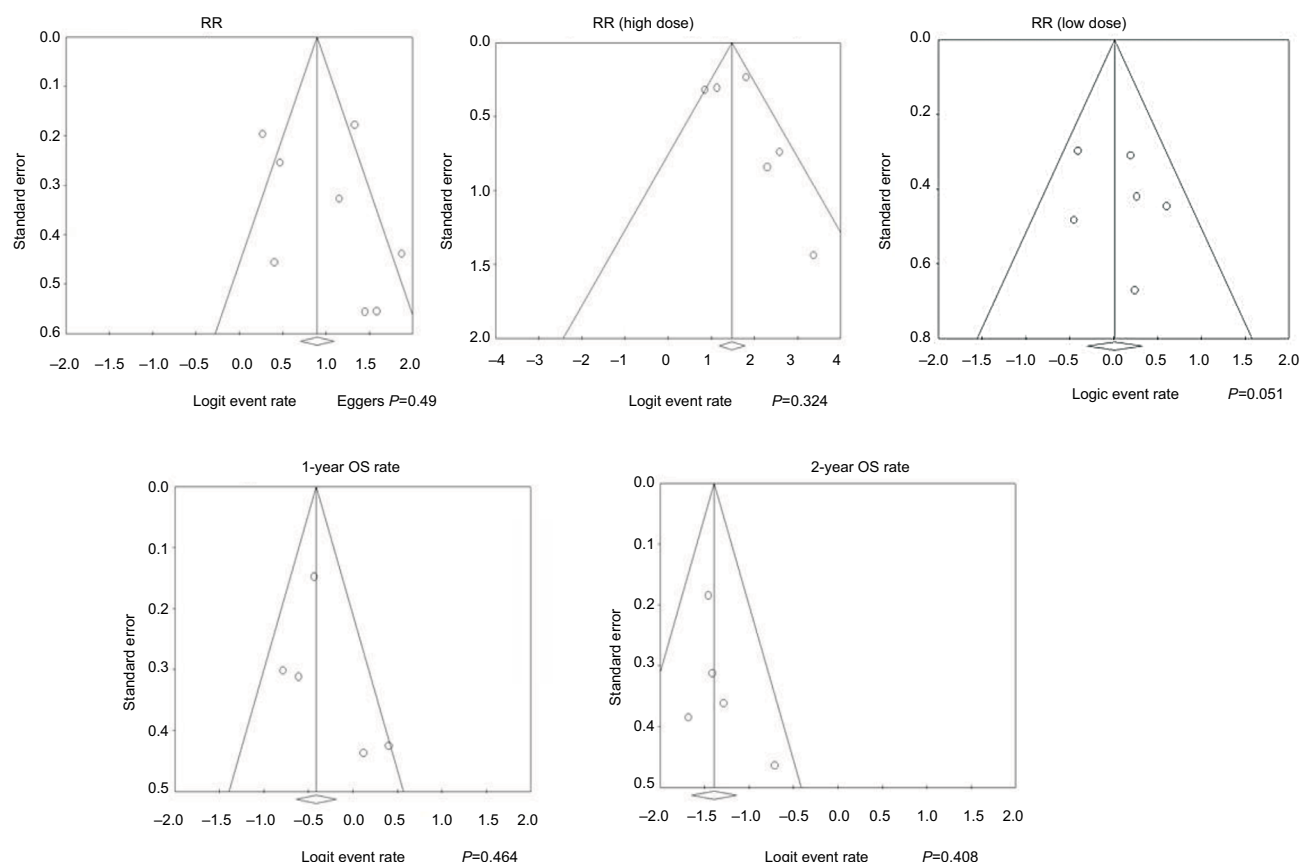 RR
0.0
0.1
0.2
0.3
0.4
0.5
0.6
Standard error
–2.0 –1.5 –1.0 –0.5 0.0 0.5 1.0 1.5 2.0
Logit event rate Eggers P=0.49
RR (high dose)
0.0
0.5
1.0
1.5
2.0
Standard error
–4 –3 –2 –1 0 1 2 3 4
Logit event rate P=0.324
RR (low dose)
0.0
0.2
0.4
0.6
0.8
Standard error
–2.0 –1.5 –1.0 –0.5 0.0 0.5 1.0 1.5 2.0
Logic event rate P=0.051
1-year OS rate
0.0
0.1
0.2
0.3
0.4
0.5
Standard error
–2.0 –1.5 –1.0 –0.5 0.0 0.5 1.0 1.5 2.0
Logit event rate P=0.464
2-year OS rate
0.0
0.1
0.2
0.3
0.4
0.5
Standard error
–2.0 –1.5 –1.0 –0.5 0.0 0.5 1.0 1.5 2.0
Logit event rate P=0.408